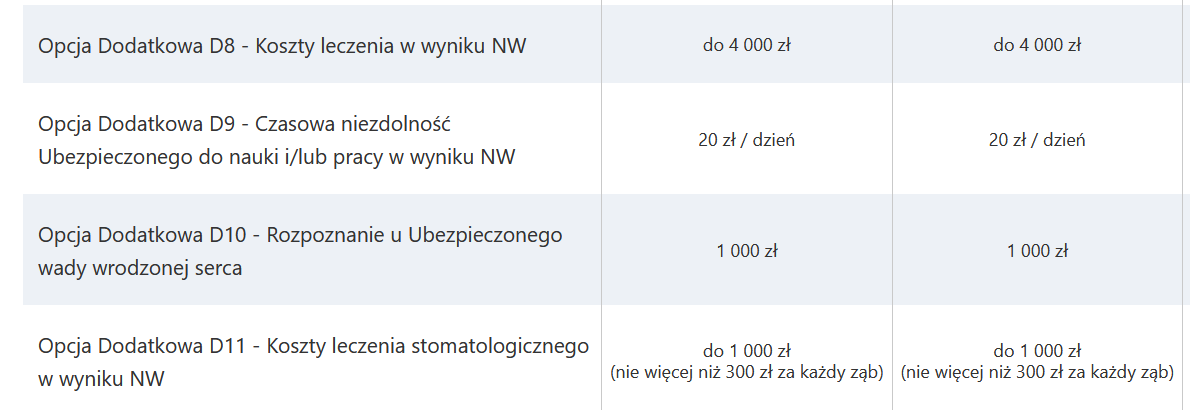 Opcja Dodatkowa D8 - Koszty leczenia w wyniku NW
do 4 000 zł
do 4 000 zł
Opcja Dodatkowa D9 - Czasowa niezdolność
Ubezpieczonego do nauki i/lub pracy w wyniku NW
20 zł / dzień
20 zł / dzień
Opcja Dodatkowa D10 - Rozpoznanie u Ubezpieczonego
wady wrodzonej serca
1 000 zł
1 000 zł
Opcja Dodatkowa D11 - Koszty leczenia stomatologicznego
w wyniku NW
do 1 000 zł
(nie więcej niż 300 zł za każdy ząb)
do 1 000 zł
(nie więcej niż 300 zł za każdy ząb)